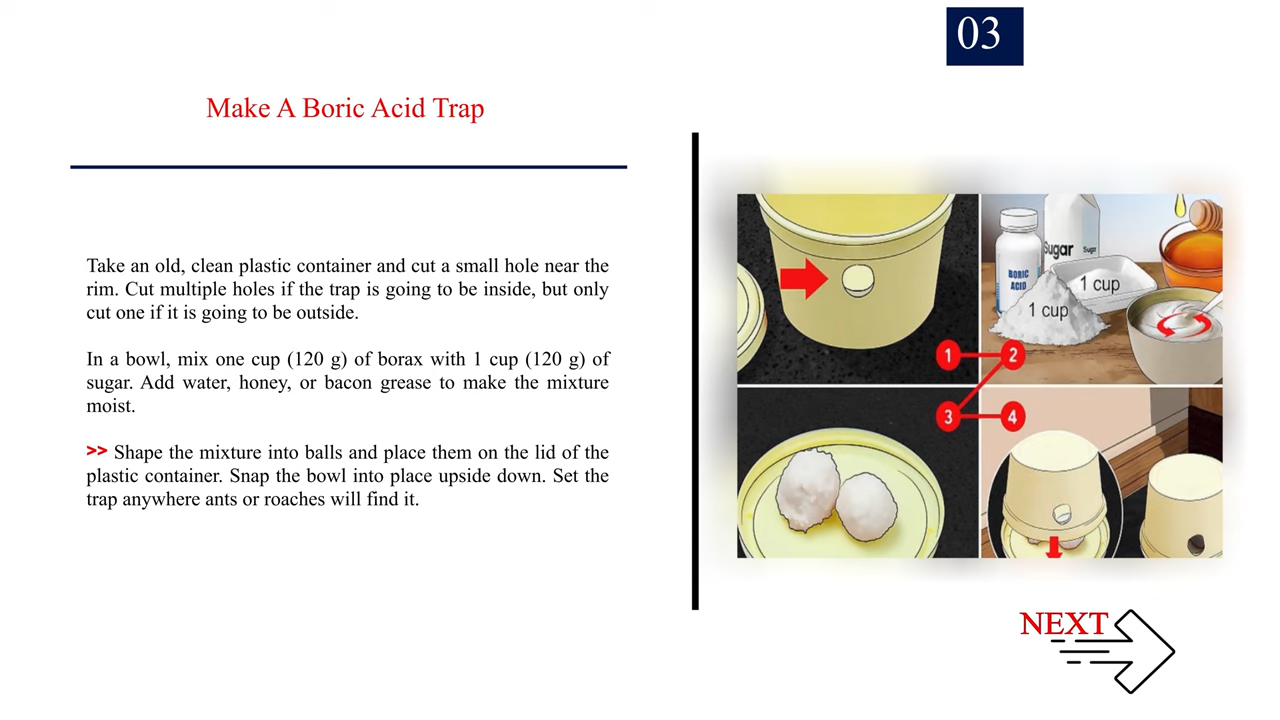 03
Make A Boric Acid Trap
Take an old, clean plastic container and cut a small hole near the
rim. Cut multiple holes if the trap is going to be inside, but only
cut one if it is going to be outside.
In a bowl, mix one cup (120 g) of borax with 1 cup (120 g) of
sugar. Add water, honey, or bacon grease to make the mixture
moist.
>> Shape the mixture into balls and place them on the lid of the
plastic container. Snap the bowl into place upside down. Set the
trap anywhere ants or roaches will find it.
Sugar
Sugar
BORIC
ACID
1 cup
1 cup
1
2
3
4
NEXT